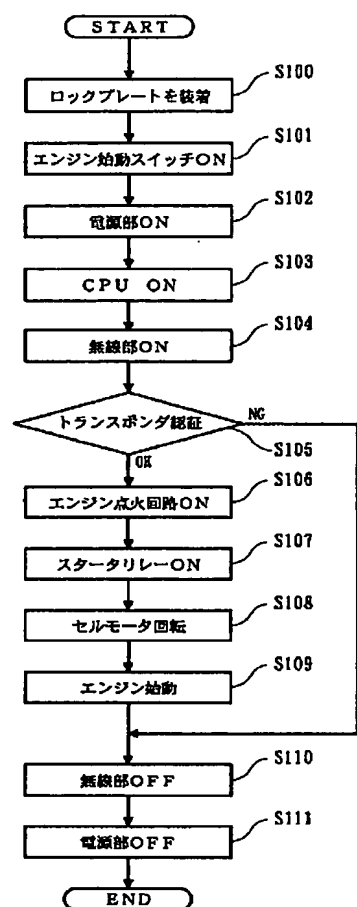 START
S100
ロックプレートを装着
S101
エンジン始動スイッチON
S102
電源部ON
S103
CPU ON
S104
無線部ON
トランスポンダ認証
NG
S105
OK
S106
エンジン点火回路ON
S107
スタータリレーON
S108
セルモータ回転
S109
エンジン始動
S110
無線部OFF
S111
電源部OFF
END